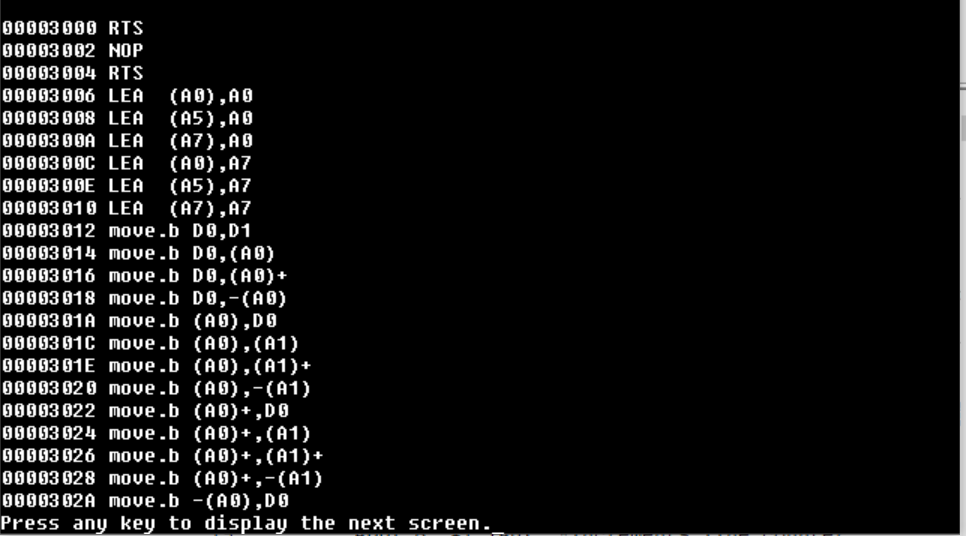 00003000 RTS
00003002 NOP
00003004 RTS
00003006 LEA  (A0),A0
00003008 LEA  (A5),A0
0000300A LEA  (A7),A0
0000300C LEA  (A0),A7
0000300E LEA  (A5),A7
00003010 LEA  (A7),A7
00003012 move.b D0,D1
00003014 move.b D0,(A0)
00003016 move.b D0,(A0)+
00003018 move.b D0,-(A0)
0000301A move.b (A0),D0
0000301C move.b (A0),(A1)
0000301E move.b (A0),(A1)+
00003020 move.b (A0),-(A1)
00003022 move.b (A0)+,D0
00003024 move.b (A0)+,(A1)
00003026 move.b (A0)+,(A1)+
00003028 move.b (A0)+,-(A1)
0000302A move.b -(A0),D0
Press any key to display the next screen._